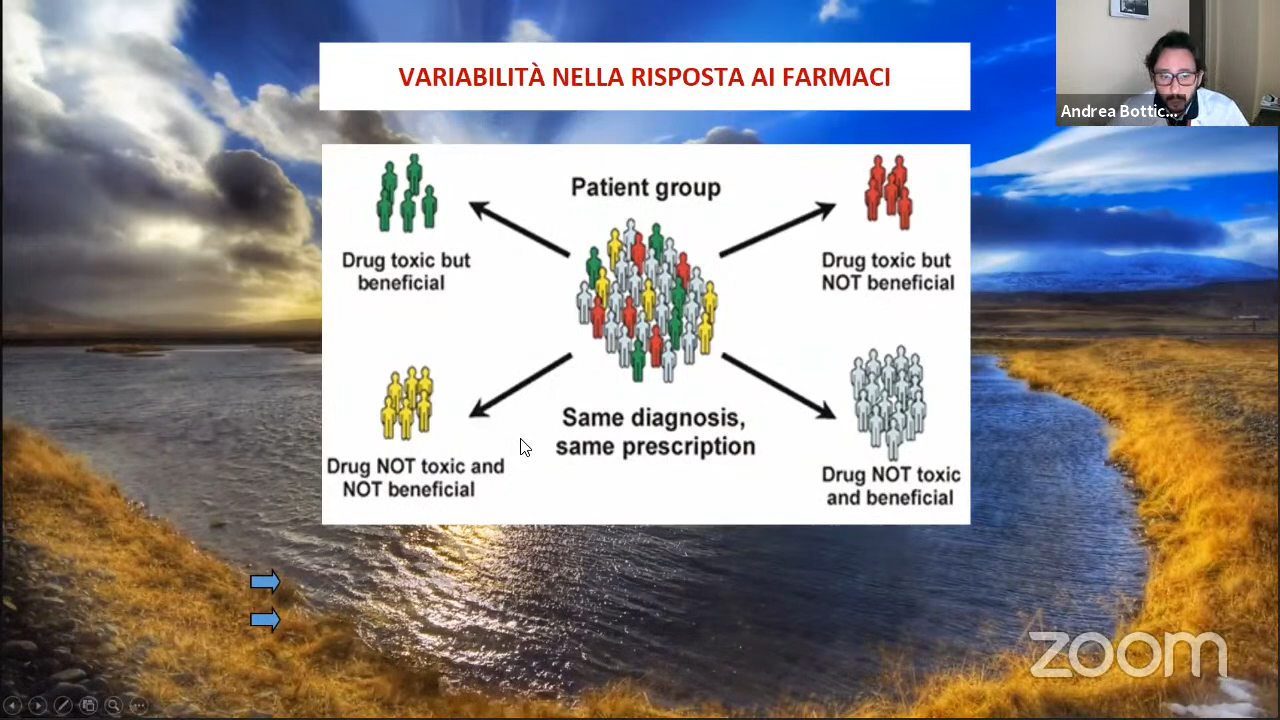 VARIABILITÀ NELLA RISPOSTA AI FARMACI
Andrea Bottic...
Patient group
Drug toxic but
beneficial
Drug toxic but
NOT beneficial
Same diagnosis,
same prescription
Drug NOT toxic and
NOT beneficial
Drug NOT toxic
and beneficial
zoom